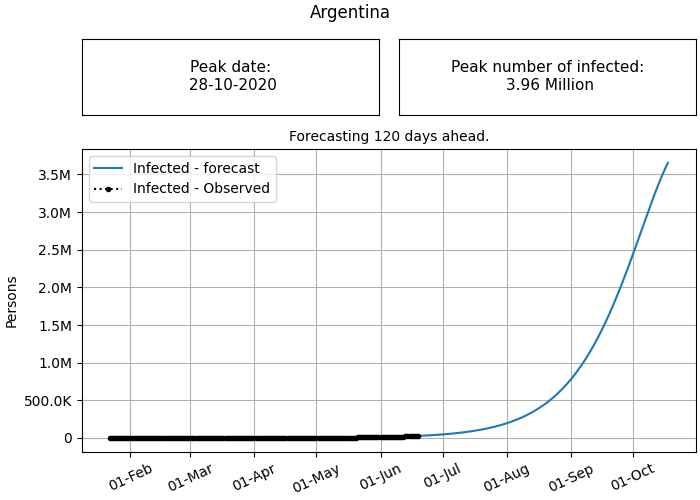 Argentina
Peak date:
28-10-2020
Peak number of infected:
3.96 Million
Forecasting 120 days ahead.
Infected - forecast
Infected - Observed
3.5M
3.0M
2.5M
2.0M
1.5M
1.0M
500.0K
0
Persons
01-Feb
01-Mar
01-Apr
01-May
01-Jun
01-Jul
01-Aug
01-Sep
01-Oct